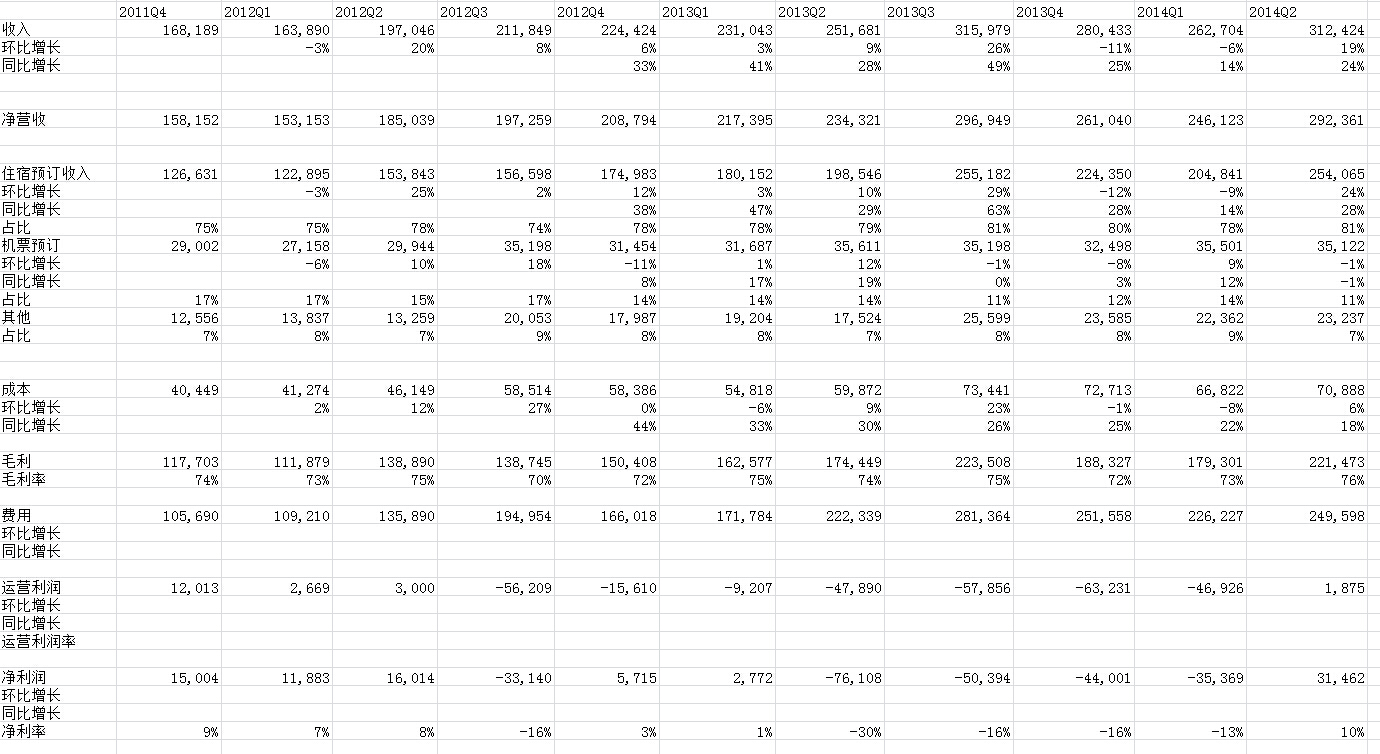 2011Q4 2012Q1 2012Q2 2012Q3 2012Q4 2013Q1 2013Q2 2013Q3 2013Q4 2014Q1 2014Q2
收入 168,189 163,890 197,046 211,849 224,424 231,043 251,681 315,979 280,433 262,704 312,424
环比增长 -3% 20% 8% 6% 3% 9% 26% -11% -6% 19%
同比增长 33% 41% 28% 49% 25% 14% 24%
净营收 158,152 153,153 185,039 197,259 208,794 217,395 234,321 296,949 261,040 246,123 292,361
住宿预订收入 126,631 122,895 153,843 156,598 174,983 180,152 198,546 255,182 224,350 204,841 254,065
环比增长 -3% 25% 2% 12% 3% 10% 29% -12% -9% 24%
同比增长 38% 47% 29% 63% 28% 14% 28%
占比 75% 75% 78% 74% 78% 78% 79% 81% 80% 78% 81%
机票预订 29,002 27,158 29,944 35,198 31,454 31,687 35,611 35,198 32,498 35,501 35,122
环比增长 -6% 10% 18% -11% 1% 12% -1% -8% 9% -1%
同比增长 8% 17% 19% 0% 3% 12% -1%
占比 17% 17% 15% 17% 14% 14% 14% 11% 12% 14% 11%
其他 12,556 13,837 13,259 20,053 17,987 19,204 17,524 25,599 23,585 22,362 23,237
占比 7% 8% 7% 9% 8% 8% 7% 8% 8% 9% 7%
成本 40,449 41,274 46,149 58,514 58,386 54,818 59,872 73,441 72,713 66,822 70,888
环比增长 2% 12% 27% 0% -6% 9% 23% -1% -8% 6%
同比增长 44% 33% 30% 26% 25% 22% 18%
毛利 117,703 111,879 138,890 138,745 150,408 162,577 174,449 223,508 188,327 179,301 221,473
毛利率 74% 73% 75% 70% 72% 75% 74% 75% 72% 73% 76%
费用 105,690 109,210 135,890 194,954 166,018 171,784 222,339 281,364 251,558 226,227 249,598
环比增长
同比增长
运营利润 12,013 2,669 3,000 -56,209 -15,610 -9,207 -47,890 -57,856 -63,231 -46,926 1,875
环比增长
同比增长
运营利润率
净利润 15,004 11,883 16,014 -33,140 5,715 2,772 -76,108 -50,394 -44,001 -35,369 31,462
环比增长
同比增长
净利率 9% 7% 8% -16% 3% 1% -30% -16% -16% -13% 10%